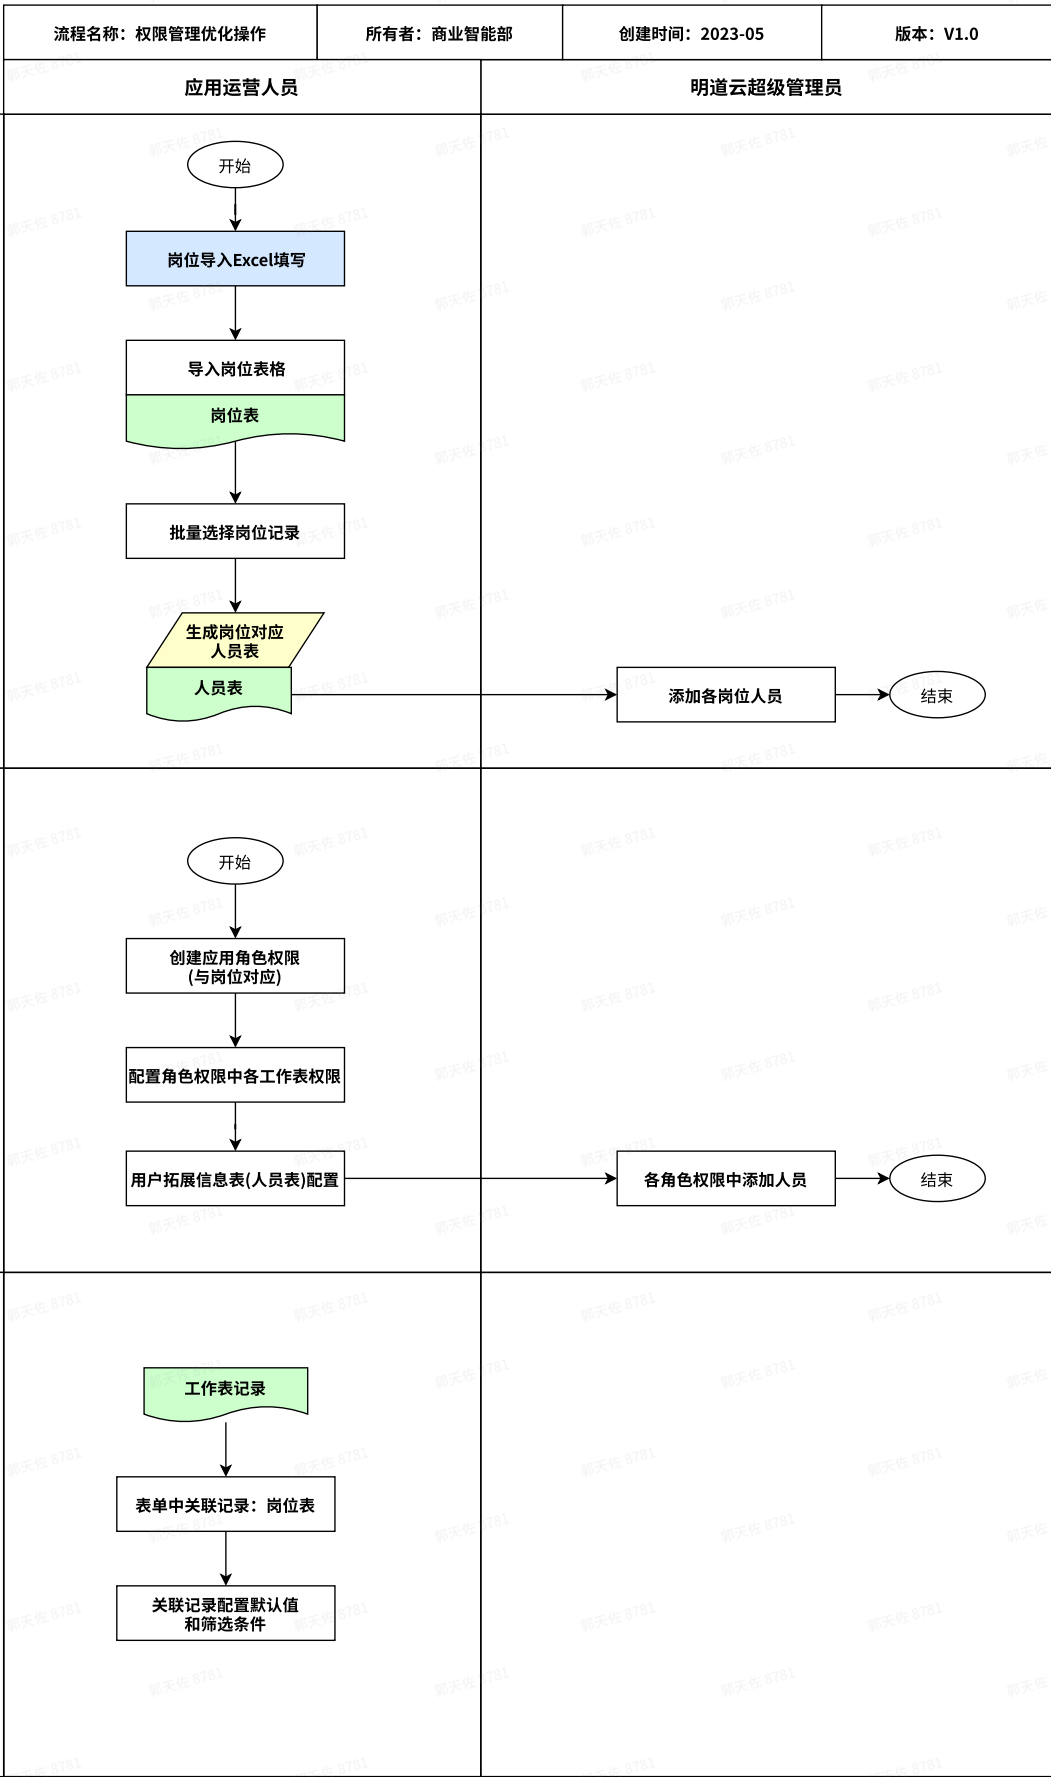 流程名称：权限管理优化操作
所有者：商业智能部
创建时间：2023-05
版本：V1.0
应用运营人员
明道云超级管理员
开始
岗位导入Excel填写
导入岗位表格
岗位表
批量选择岗位记录
生成岗位对应
人员表
人员表
添加各岗位人员
结束
开始
创建应用角色权限
(与岗位对应)
配置角色权限中各工作表权限
用户拓展信息表(人员表)配置
各角色权限中添加人员
结束
工作表记录
表单中关联记录：岗位表
关联记录配置默认值
和筛选条件
郭天佐 8781